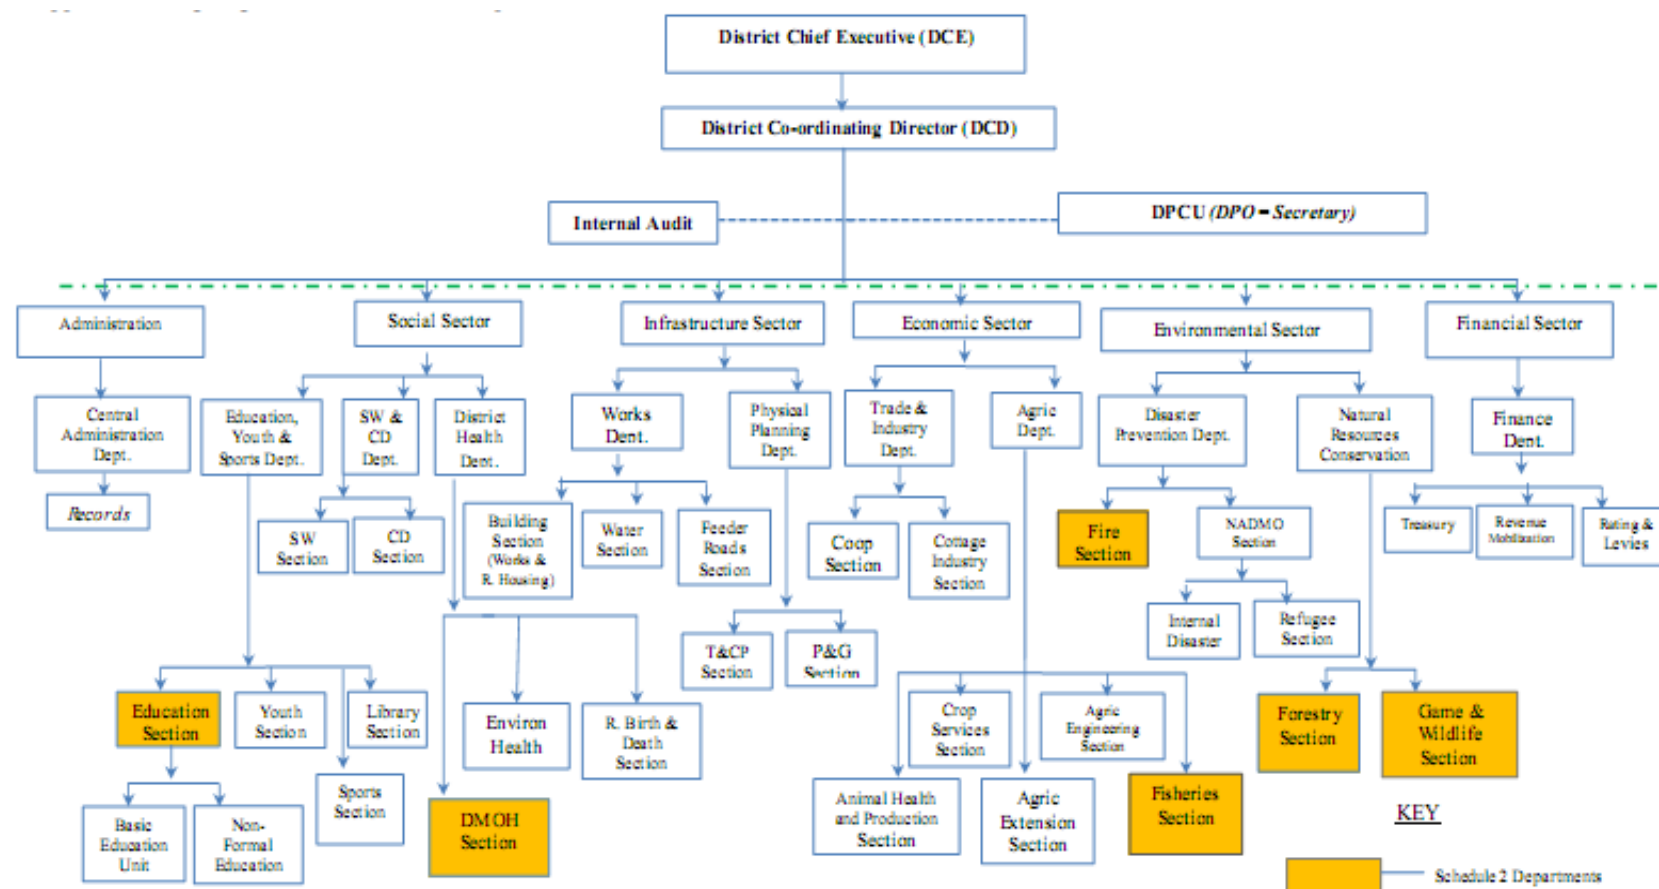 District Chief Executive (DCE)
District Co-ordinating Director (DCD)
Internal Audit
DPCU (DPO = Secretary)
Administration
Social Sector
Infrastructure Sector
Economic Sector
Environmental Sector
Financial Sector
Central
Administration
Dept.
Education,
Youth &
Sports Dept.
SW &
CD
Dept.
District
Health
Dept.
Works
Dept.
Physical
Planning
Dept.
Trade &
Industry
Dept.
Agric
Dept.
Disaster
Prevention Dept.
Natural
Resources
Conservation
Finance
Dept.
Records
SW
Section
CD
Section
Building
Section
(Works &
R. Housing)
Water
Section
Feeder
Roads
Section
Coop
Section
Cottage
Industry
Section
Fire
Section
NADMO
Section
Treasury
Revenue
Mobilization
Rating &
Levies
Internal
Disaster
Refugee
Section
T&CP
Section
P&G
Section
Education
Section
Youth
Section
Library
Section
Environ
Health
R. Birth &
Death
Section
Crop
Services
Section
Agric
Engineering
Section
Forestry
Section
Game &
Wildlife
Section
Sports
Section
Basic
Education
Unit
Non-
Formal
Education
DMOH
Section
Animal Health
and Production
Section
Agric
Extension
Section
Fisheries
Section
KEY
Schedule 2 Departments